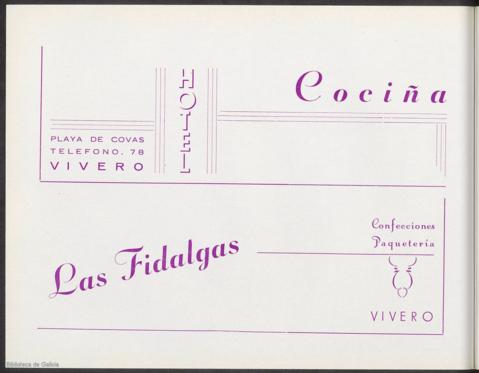 HOTEL
Cociña
PLAYA DE COVAS
TELEFONO. 78
VIVERO
Las Fidalgas
Confecciones
Paquetería
VIVERO
Biblioteca de Galicia